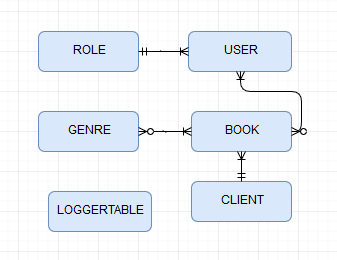 ROLE
USER
GENRE
BOOK
LOGGERTABLE
CLIENT